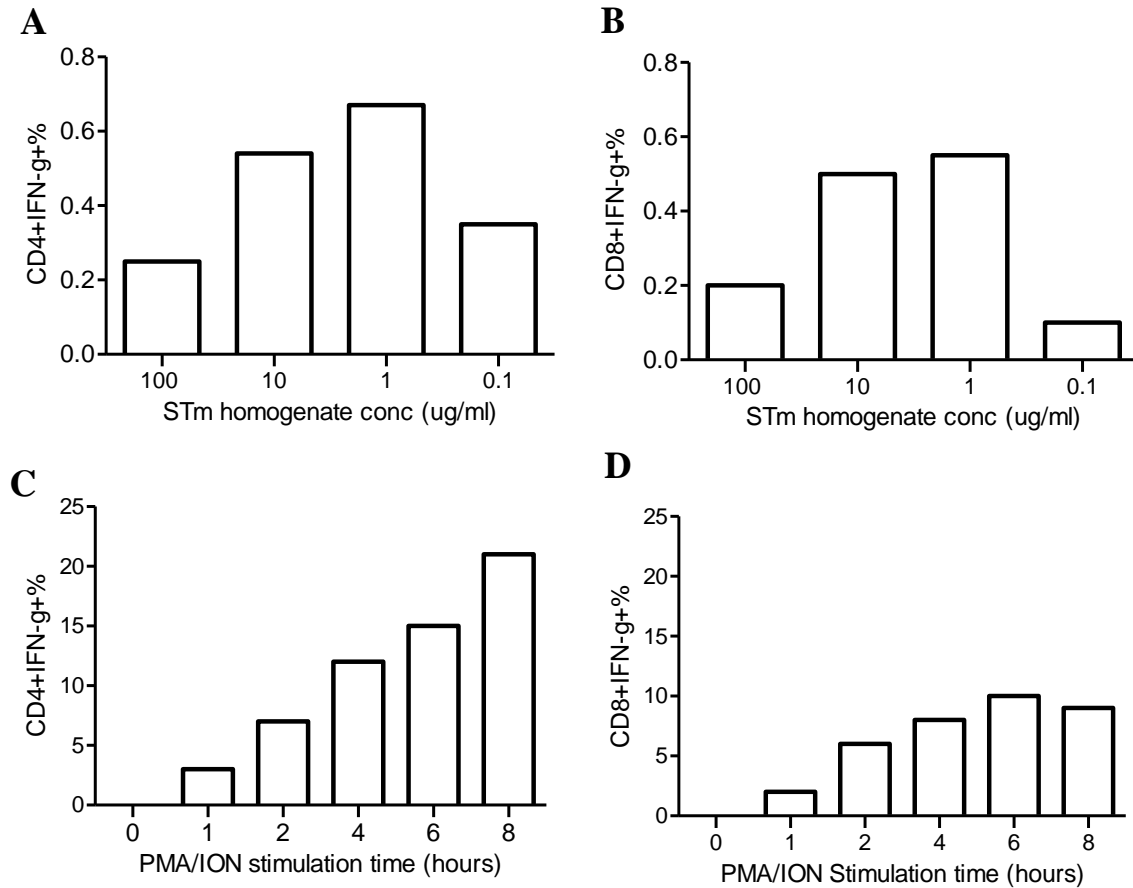 A
CD4+IFN-g+%
0.8
0.6
0.4
0.2
0.0
100 10 1 0.1
STm homogenate conc (ug/ml)
B
CD8+IFN-g+%
0.8
0.6
0.4
0.2
0.0
100 10 1 0.1
STm homogenate conc (ug/ml)
C
CD4+IFN-g+%
25
20
15
10
5
0
0 1 2 4 6 8
PMA/ION stimulation time (hours)
D
CD8+IFN-g+%
25
20
15
10
5
0
0 1 2 4 6 8
PMA/ION Stimulation time (hours)